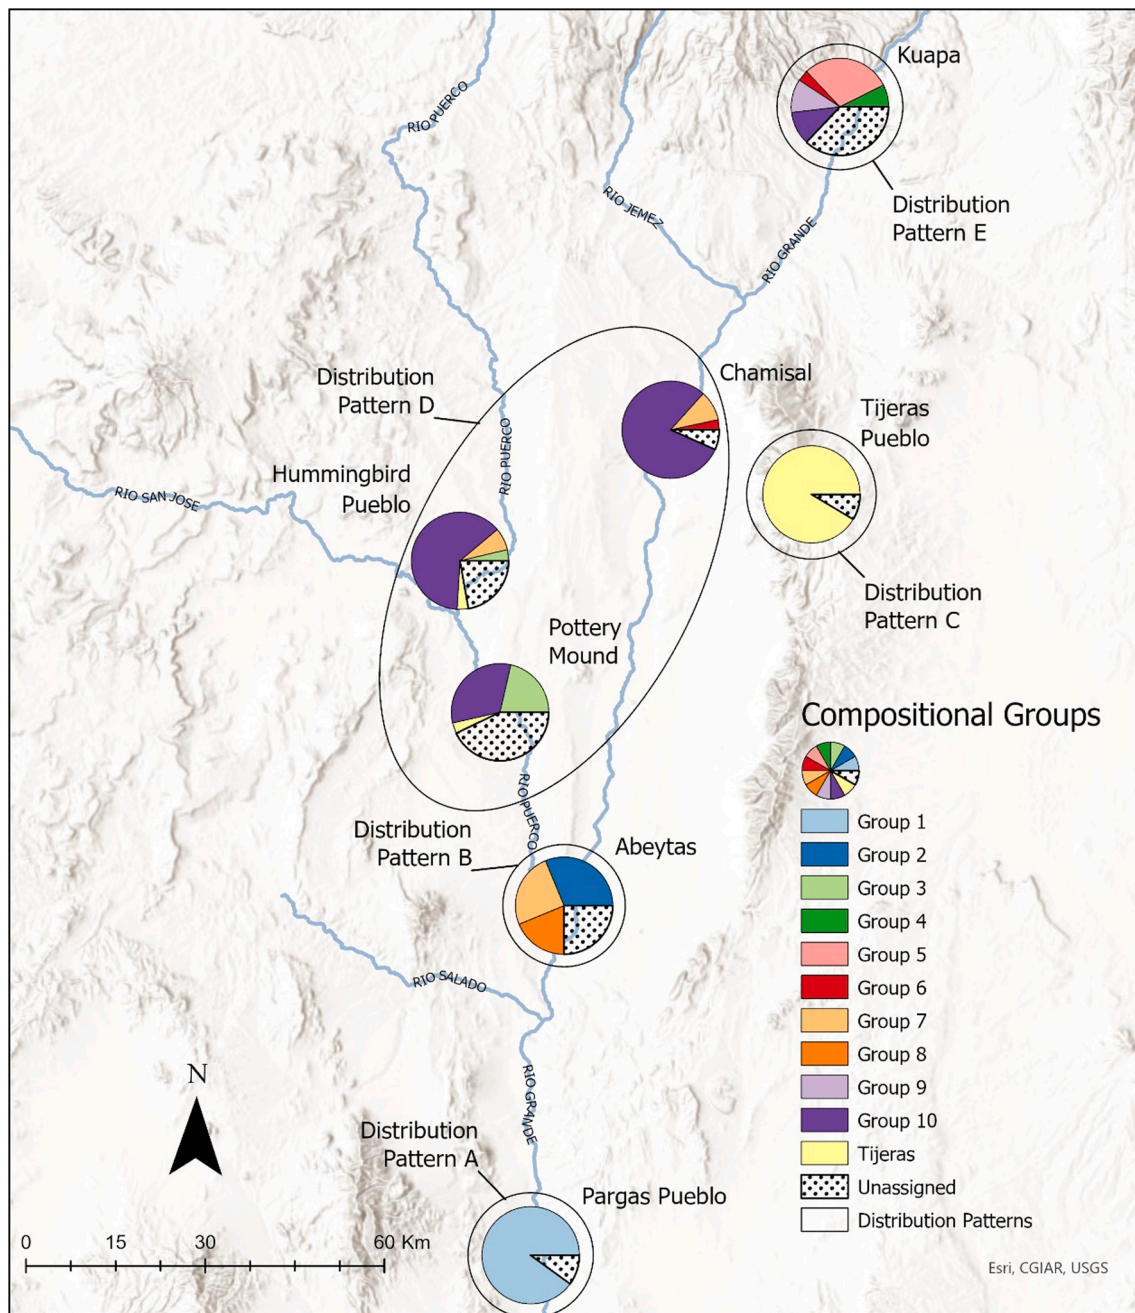 Kuapa
RIO PUERCO
Distribution
Pattern E
RIO JEMEZ
RIO GRANDE
Distribution
Pattern D
Chamisal
Tijeras
Pueblo
Hummingbird
Pueblo
RIO PUERCO
RIO SAN JOSE
Distribution
Pattern C
Pottery
Mound
Compositional Groups
RIO PUERCO
Distribution
Pattern B
Abeytas
Group 1
Group 2
Group 3
Group 4
Group 5
Group 6
Group 7
Group 8
Group 9
Group 10
Tijeras
Unassigned
Distribution Patterns
RIO SALADO
N
RIO GRANDE
Distribution
Pattern A
Pargas Pueblo
0 15 30 60 Km
Esri, CGIAR, USGS